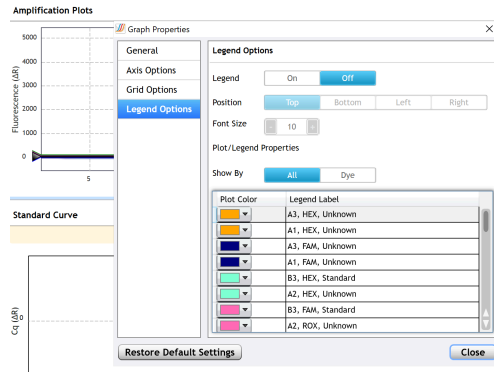 Amplification Plots
Graph Properties
General
Axis Options
Grid Options
Legend Options
Legend Options
Legend On Off
Position Top Bottom Left Right
Font Size - 10 +
Plot/Legend Properties
Show By All Dye
Plot Color Legend Label
A3, HEX, Unknown
A1, HEX, Unknown
A3, FAM, Unknown
A1, FAM, Unknown
B3, HEX, Standard
A2, HEX, Unknown
B3, FAM, Standard
A2, ROX, Unknown
Restore Default Settings
Close
Fluorescence (ΔR)
5000
4000
3000
2000
1000
0
5
Standard Curve
Cq (ΔR)
0